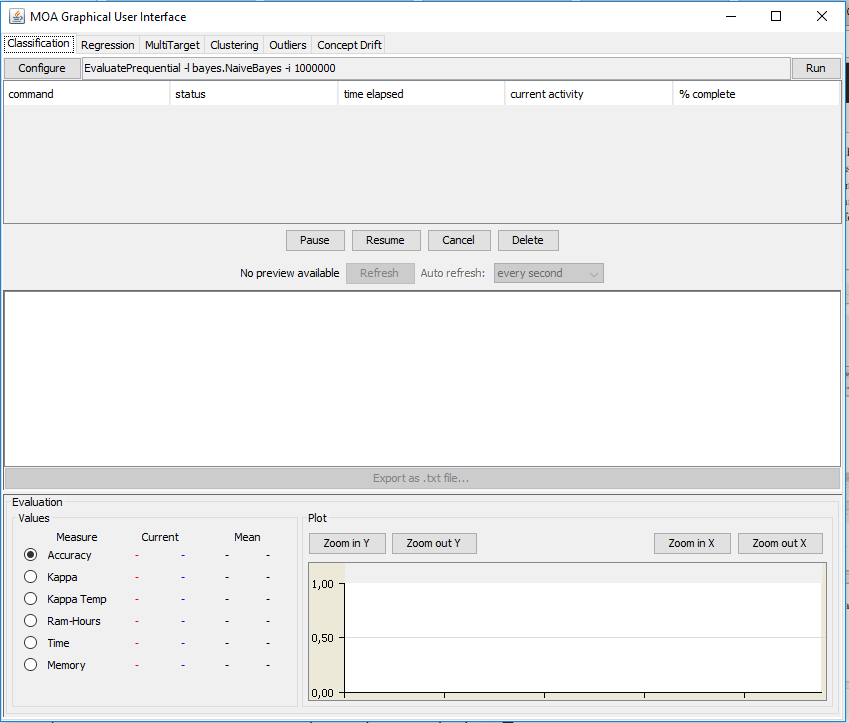 MOA Graphical User Interface
Classification Regression MultiTarget Clustering Outliers Concept Drift
Configure EvaluatePrequential -l bayes.NaiveBayes -i 1000000 Run
command status time elapsed current activity % complete
Pause Resume Cancel Delete
No preview available Refresh Auto refresh: every second
Export as .txt file...
Evaluation
Values
Measure Current Mean
Accuracy - - - -
Kappa - - - -
Kappa Temp - - - -
Ram-Hours - - - -
Time - - - -
Memory - - - -
Plot
Zoom in Y Zoom out Y Zoom in X Zoom out X
1,00
0,50
0,00